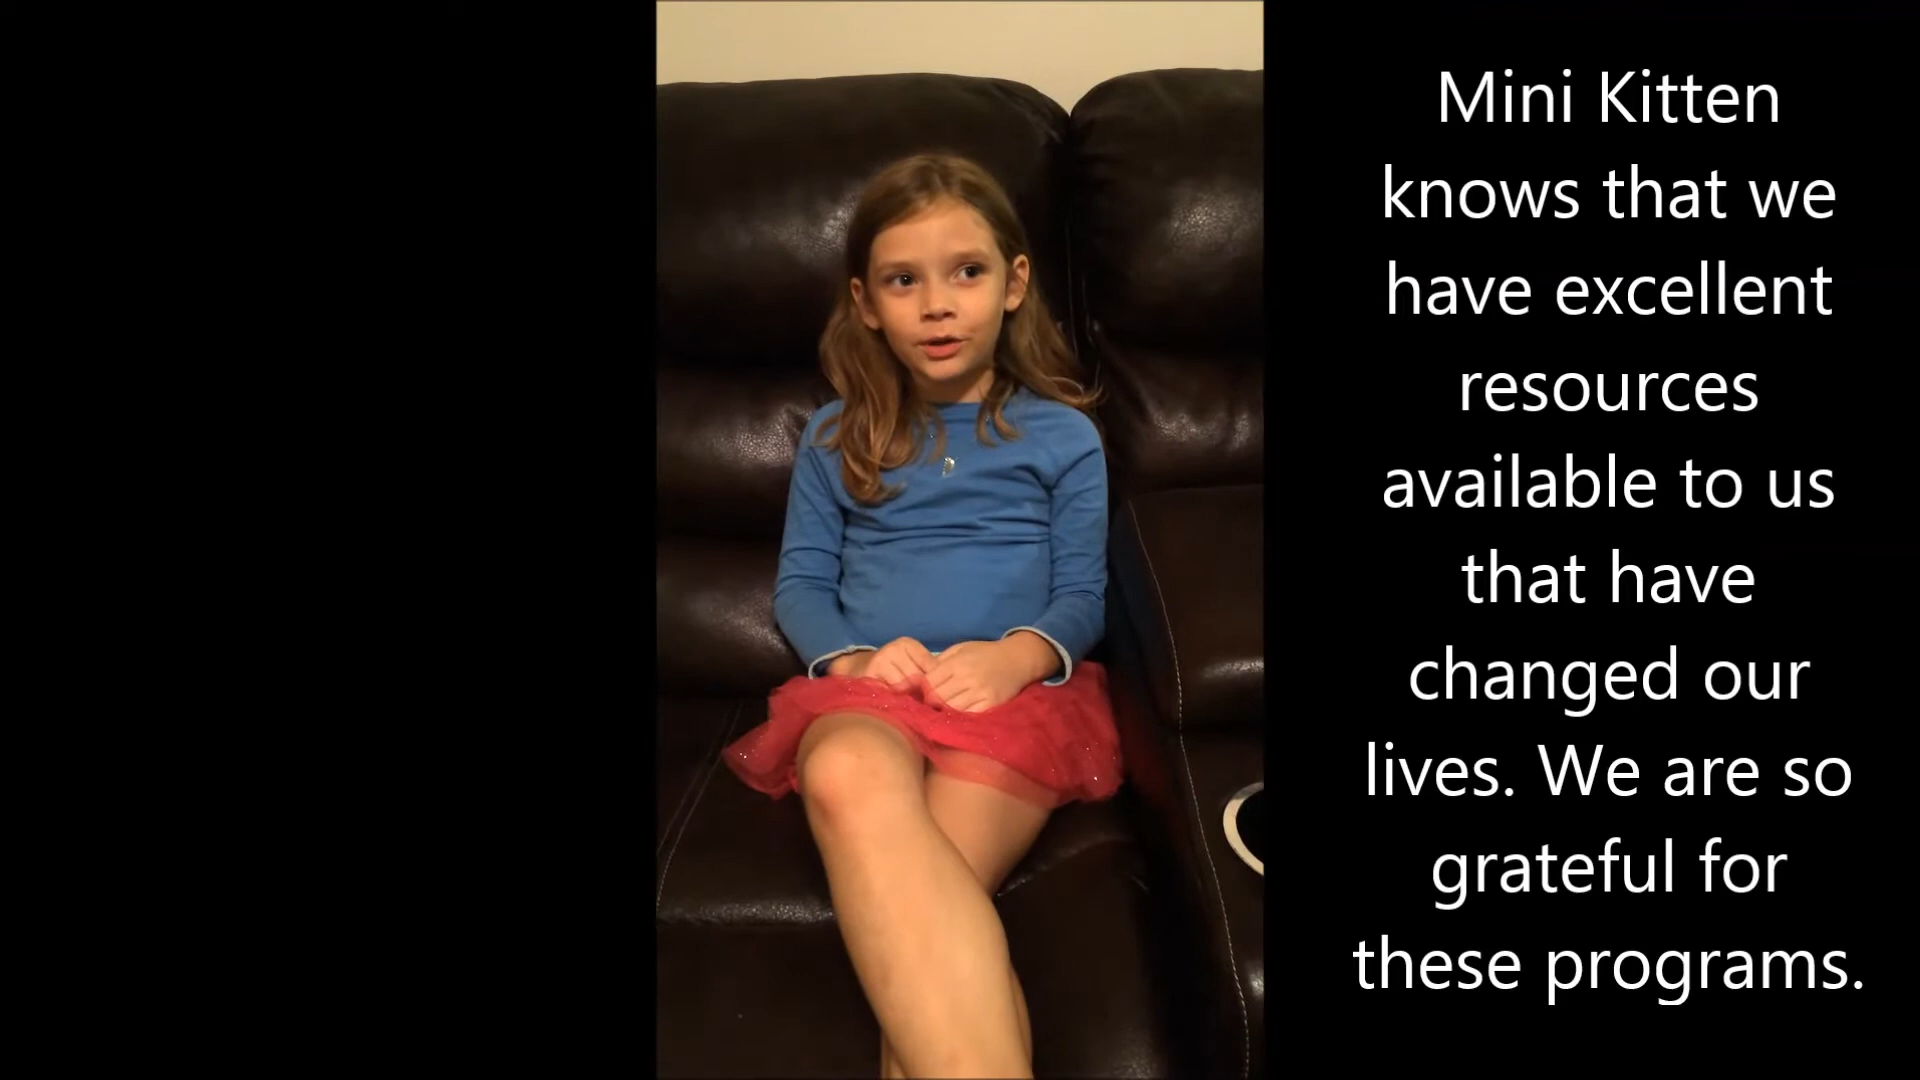 Mini Kitten
knows that we
have excellent
resources
available to us
that have
changed our
lives. We are so
grateful for
these programs.